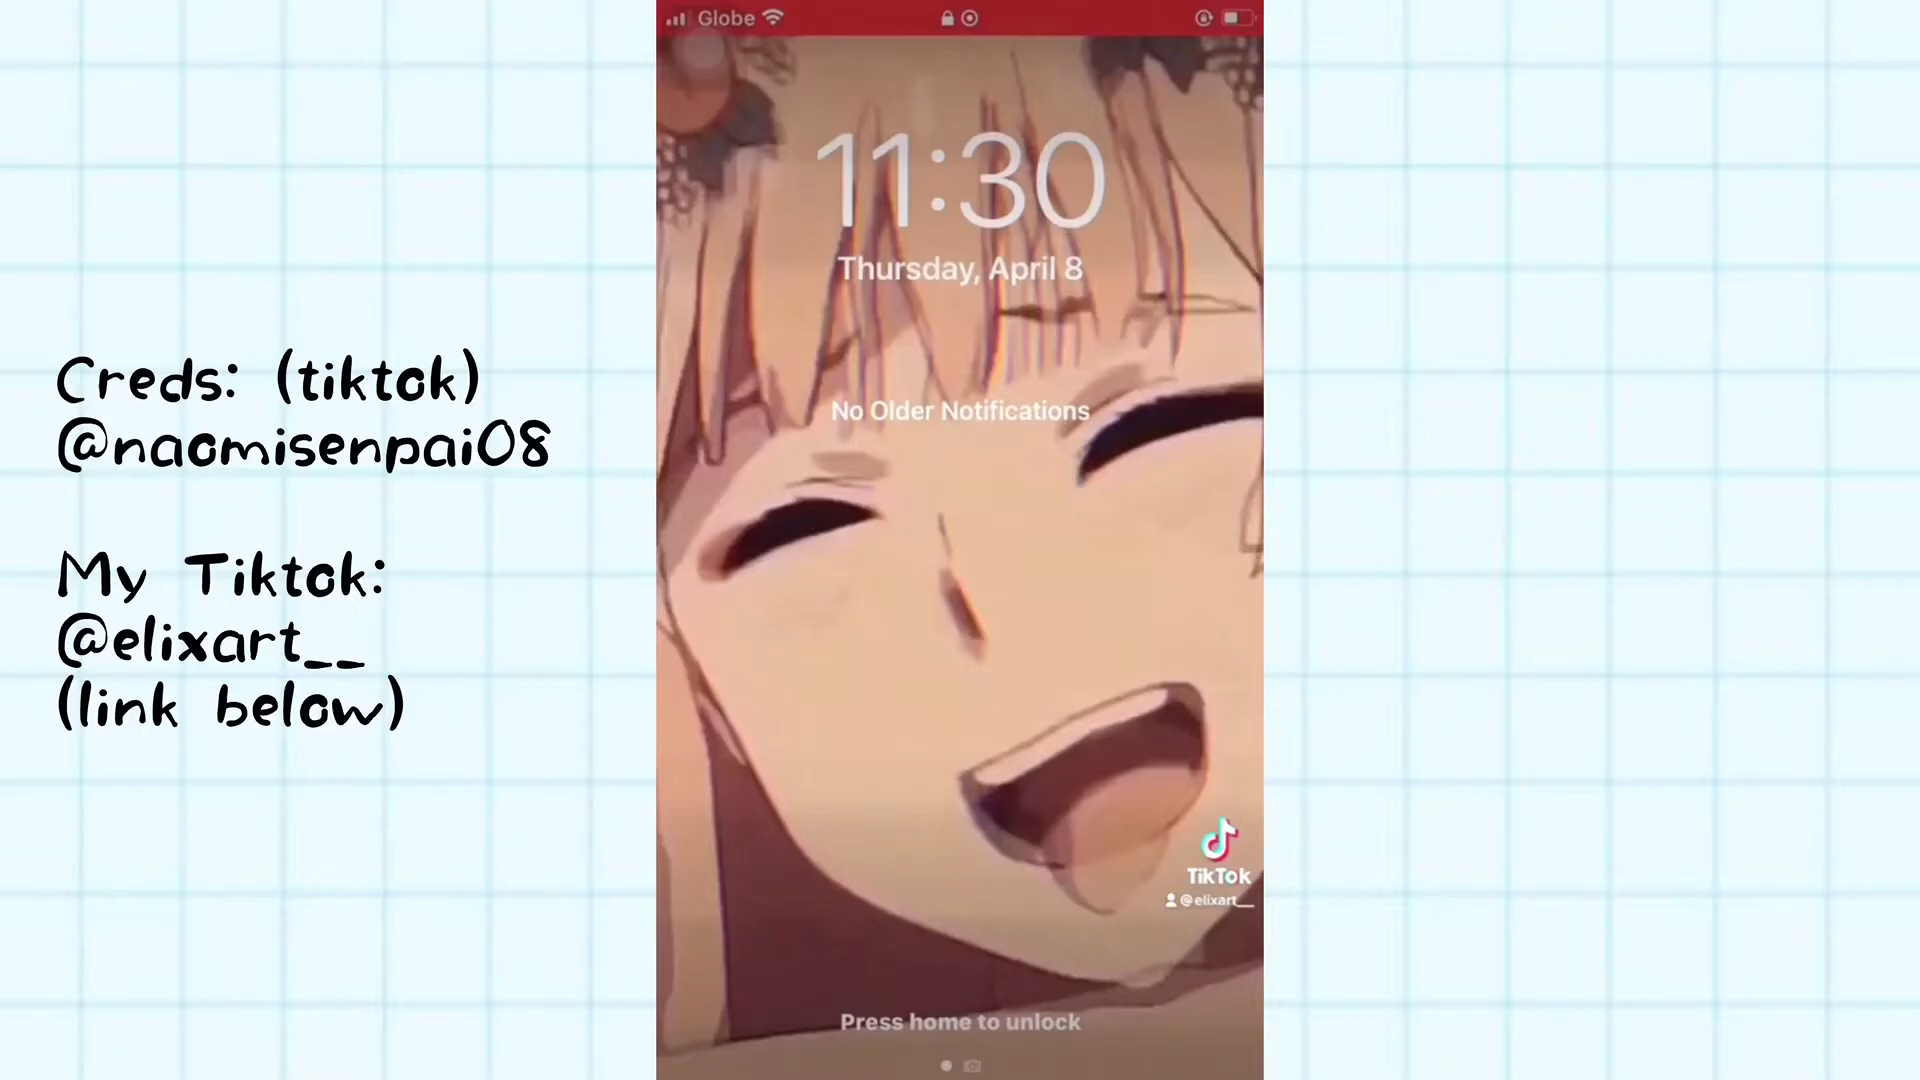 Creds: (tiktok)
@naomisenpai08
My Tiktok:
@elixart__
(link below)
Globe
11:30
Thursday, April 8
No Older Notifications
TikTok
@elixart__
Press home to unlock